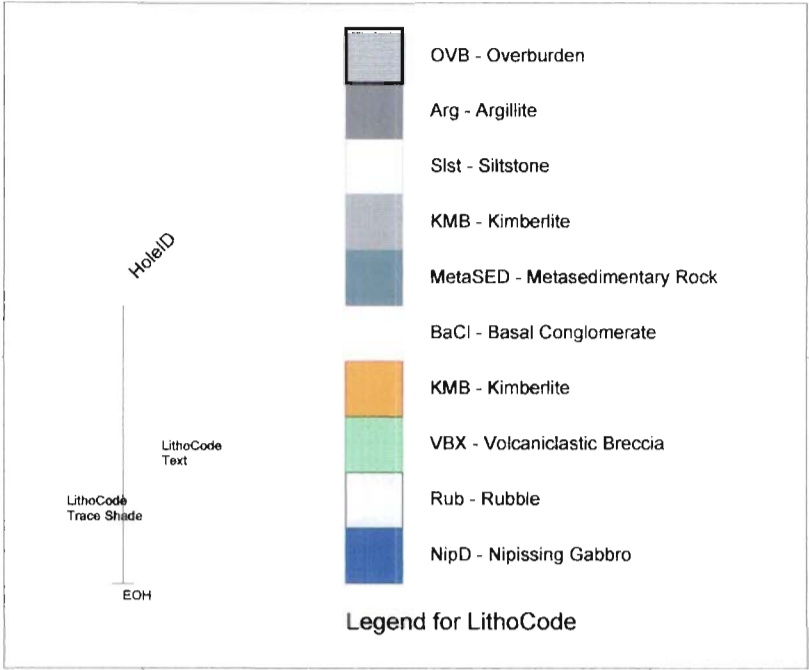 OVB - Overburden
Arg - Argillite
Slst - Siltstone
KMB - Kimberlite
MetaSED - Metasedimentary Rock
BaCl - Basal Conglomerate
KMB - Kimberlite
VBX - Volcaniclastic Breccia
Rub - Rubble
NipD - Nipissing Gabbro
Legend for LithoCode
HoleID
LithoCode
Text
LithoCode
Trace Shade
EOH